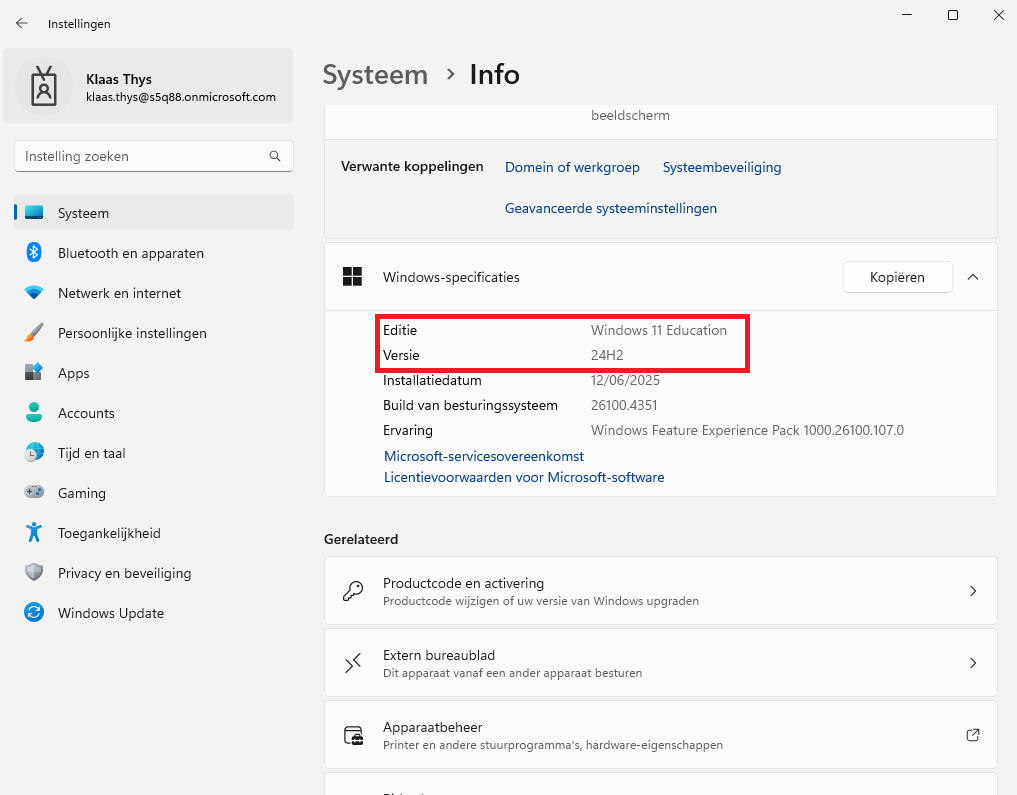 Instellingen
Klaas Thys
klaas.thys@s5q88.onmicrosoft.com
Instelling zoeken
Systeem
Bluetooth en apparaten
Netwerk en internet
Persoonlijke instellingen
Apps
Accounts
Tijd en taal
Gaming
Toegankelijkheid
Privacy en beveiliging
Windows Update
Systeem > Info
beeldscherm
Verwante koppelingen Domein of werkgroep Systeembeveiliging
Geavanceerde systeeminstellingen
Windows-specificaties Kopiëren
Editie Windows 11 Education
Versie 24H2
Installatiedatum 12/06/2025
Build van besturingssysteem 26100.4351
Ervaring Windows Feature Experience Pack 1000.26100.107.0
Microsoft-servicesovereenkomst
Licentievoorwaarden voor Microsoft-software
Gerelateerd
Productcode en activering
Productcode wijzigen of uw versie van Windows upgraden
Extern bureaublad
Dit apparaat vanaf een ander apparaat besturen
Apparaatbeheer
Printer en andere stuurprogramma's, hardware-eigenschappen